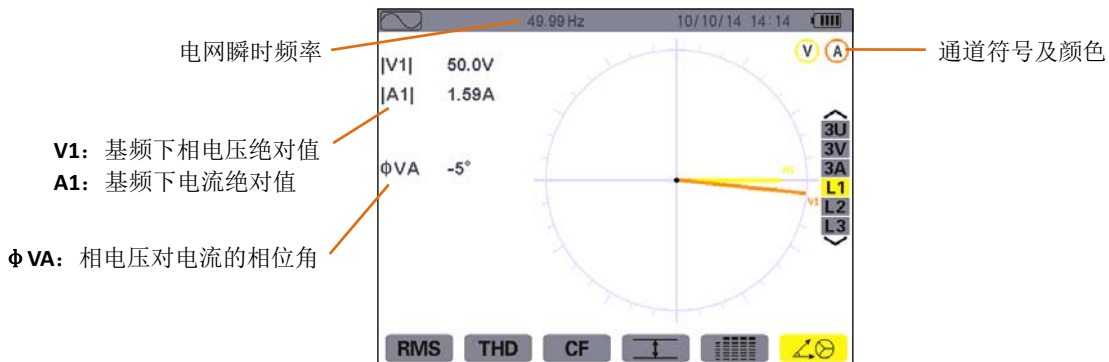 49.99 Hz 10/10/14 14:14
电网瞬时频率
V A
通道符号及颜色
|V1| 50.0V
|A1| 1.59A
V1：基频下相电压绝对值
A1：基频下电流绝对值
ϕVA -5°
ϕ VA：相电压对电流的相位角
A1
V1
3U
3V
3A
L1
L2
L3
RMS THD CF